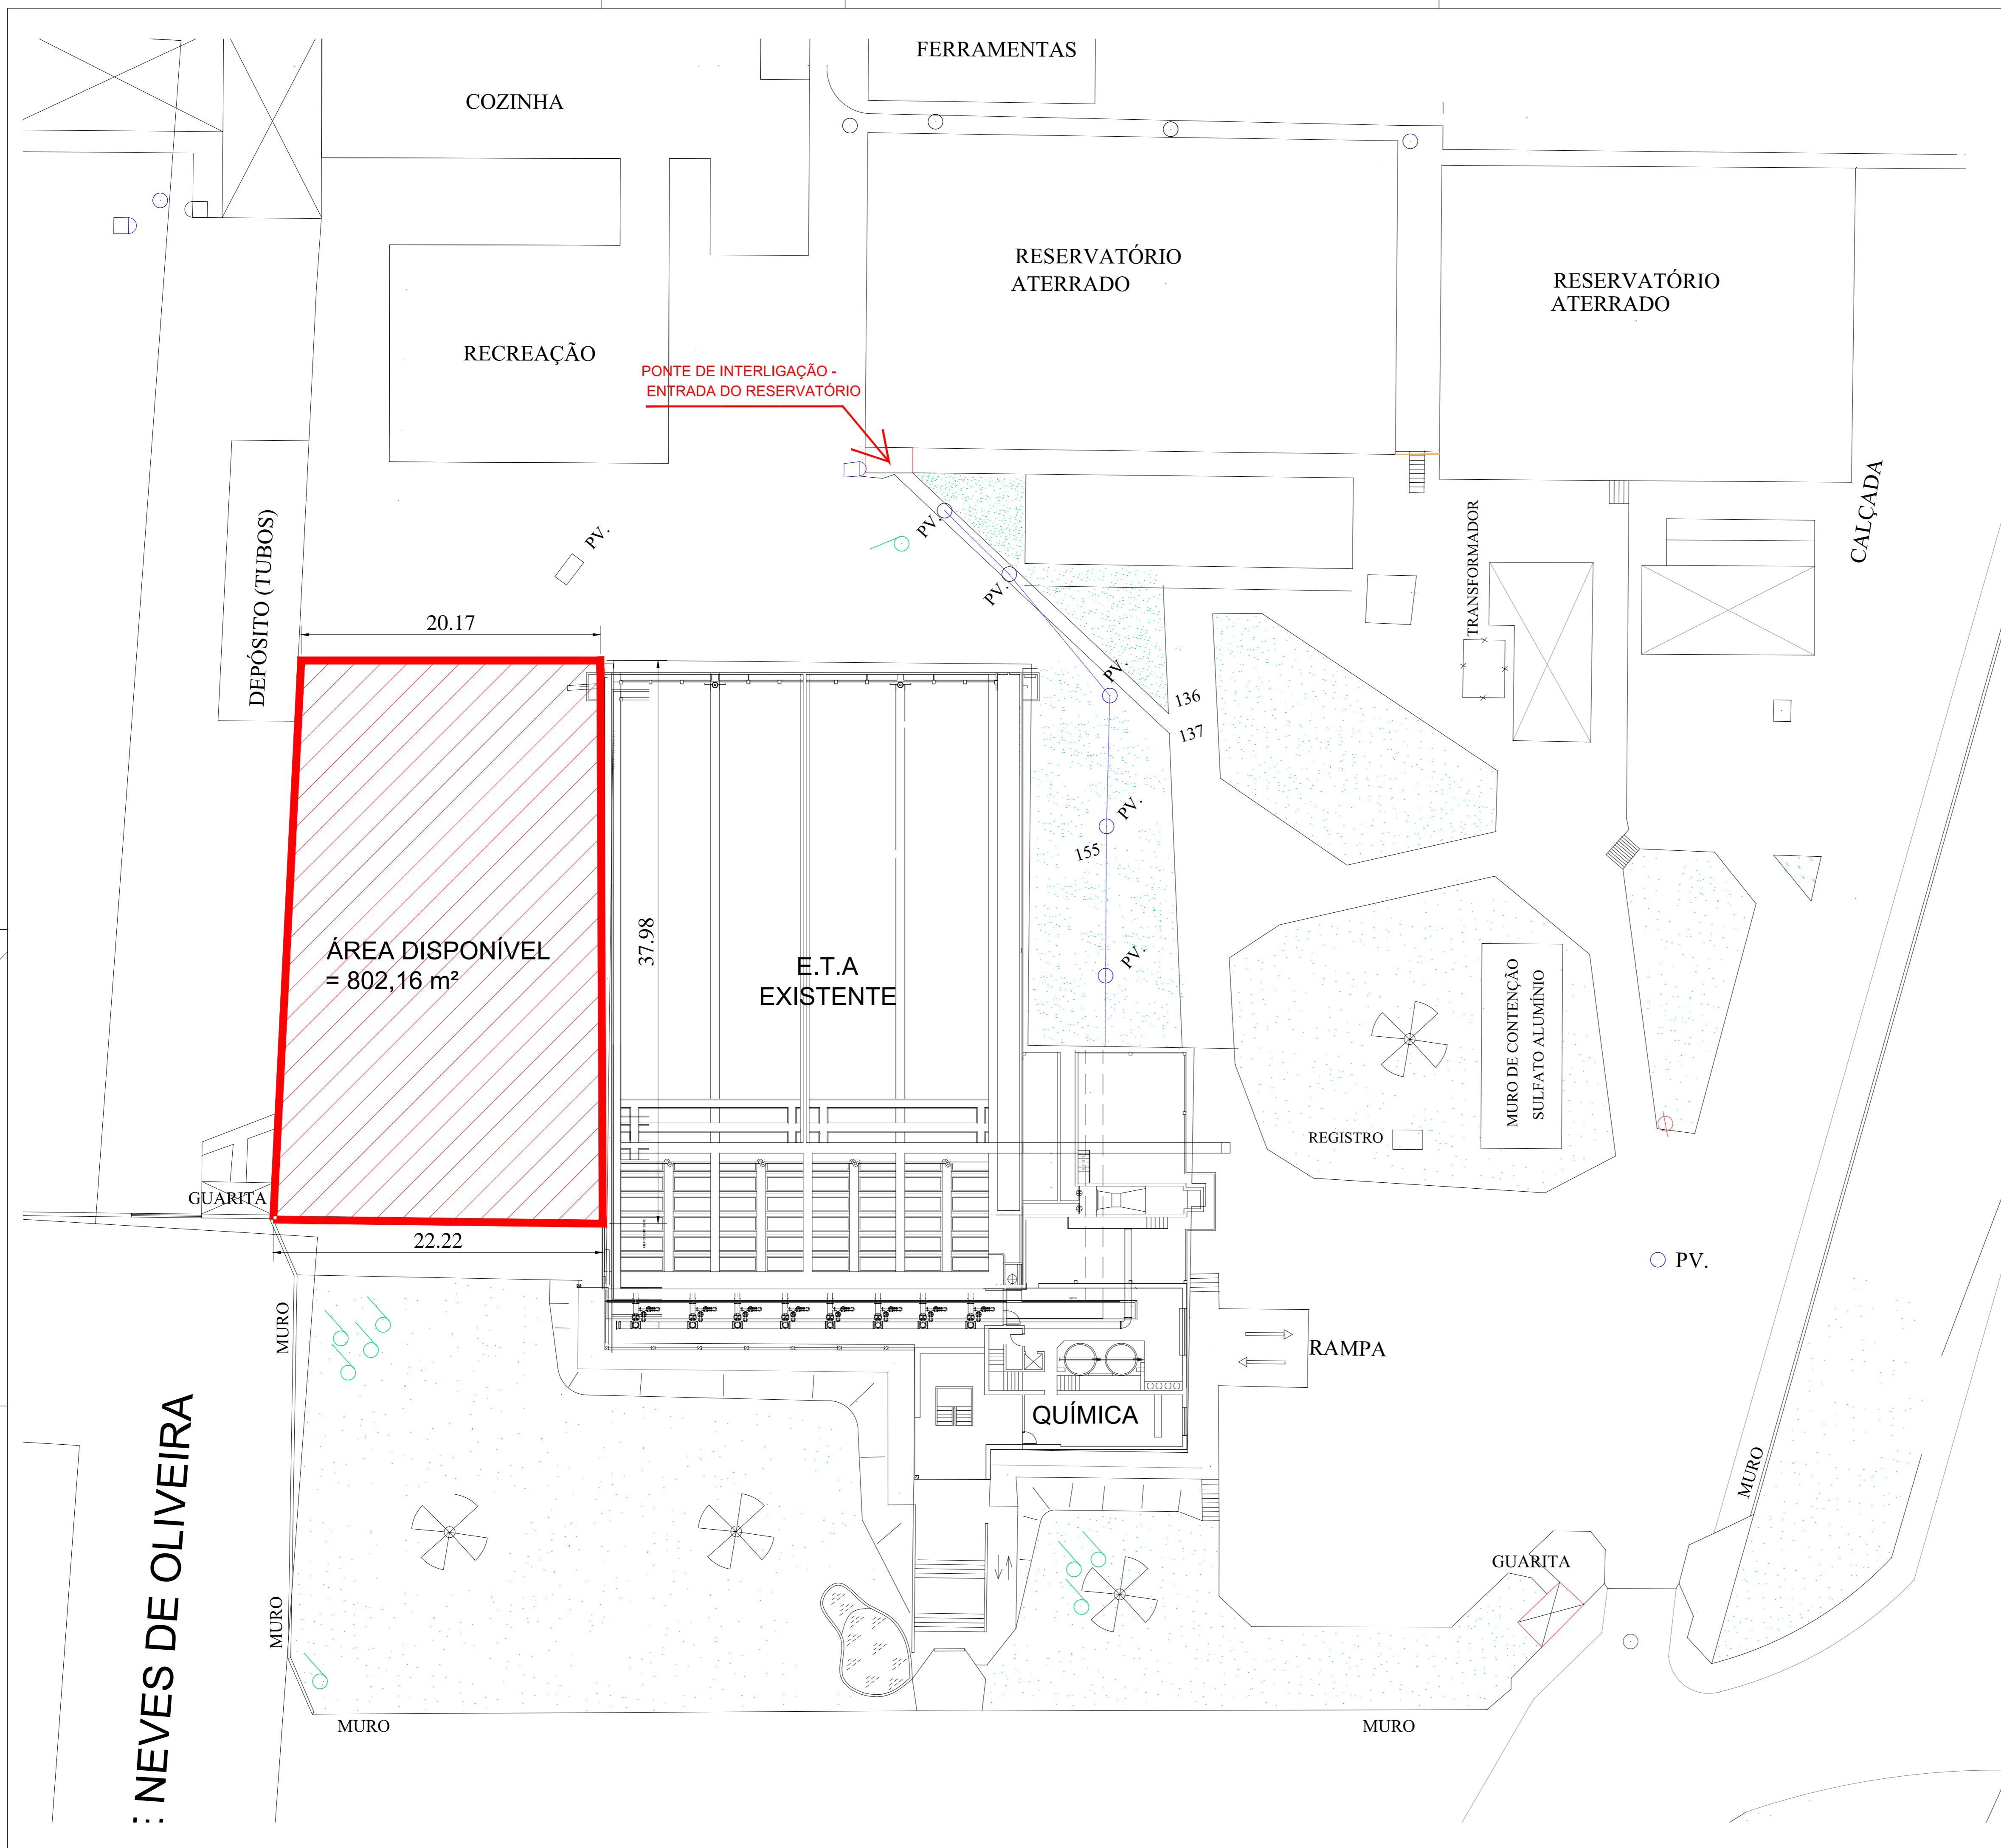 FERRAMENTAS
COZINHA
RESERVATÓRIO
ATERRADO
RESERVATÓRIO
ATERRADO
RECREAÇÃO
PONTE DE INTERLIGAÇÃO -
ENTRADA DO RESERVATÓRIO
CALÇADA
DEPÓSITO (TUBOS)
PV.
PV.
PV.
TRANSFORMADOR
20.17
PV.
136
137
PV.
155
37.98
ÁREA DISPONÍVEL
= 802,16 m²
E.T.A
EXISTENTE
PV.
MURO DE CONTENÇÃO
SULFATO ALUMÍNIO
REGISTRO
GUARITA
22.22
PV.
MURO
RAMPA
QUÍMICA
: NEVES DE OLIVEIRA
MURO
GUARITA
MURO
MURO
MURO